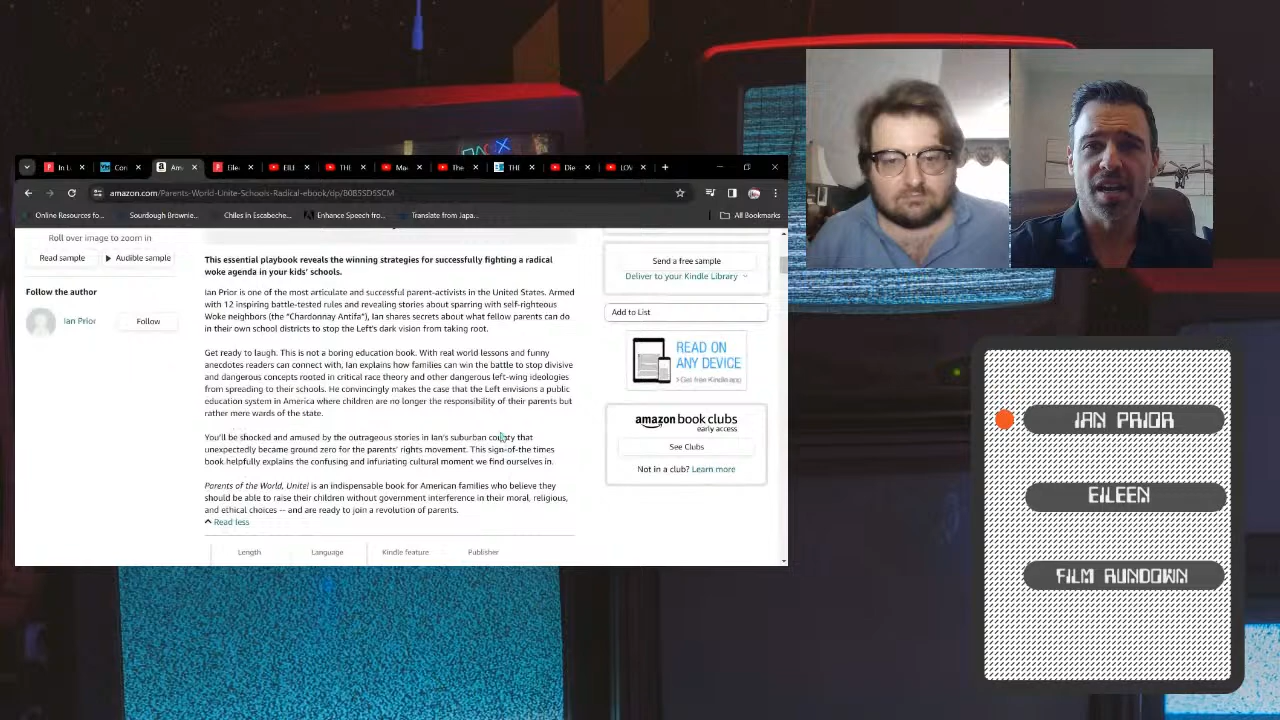 In L
Con
Am
File
EILE
THE
Ma
The
THE
Die
LOV
amazon.com/Parents-World-Unite-Schools-Radical-ebook/dp/B0B5SD5SCM
Online Resources fo...
Sourdough Brownie...
Chiles in Escabeche...
Enhance Speech fro...
Translate from Japa...
All Bookmarks
Roll over image to zoom in
Read sample
Audible sample
Follow the author
Ian Prior
Follow
This essential playbook reveals the winning strategies for successfully fighting a radical
woke agenda in your kids' schools.
Ian Prior is one of the most articulate and successful parent-activists in the United States. Armed
with 12 inspiring battle-tested rules and revealing stories about sparring with self-righteous
Woke neighbors (the "Chardonnay Antifa"), Ian shares secrets about what fellow parents can do
in their own school districts to stop the Left's dark vision from taking root.
Get ready to laugh. This is not a boring education book. With real world lessons and funny
anecdotes readers can connect with, Ian explains how families can win the battle to stop divisive
and dangerous concepts rooted in critical race theory and other dangerous left-wing ideologies
from spreading to their schools. He convincingly makes the case that the Left envisions a public
education system in America where children are no longer the responsibility of their parents but
rather mere wards of the state.
You'll be shocked and amused by the outrageous stories in Ian's suburban county that
unexpectedly became ground zero for the parents' rights movement. This sign-of-the times
book helpfully explains the confusing and infuriating cultural moment we find ourselves in.
Parents of the World, Unite! is an indispensable book for American families who believe they
should be able to raise their children without government interference in their moral, religious,
and ethical choices -- and are ready to join a revolution of parents.
Read less
Length
Language
Kindle feature
Publisher
Send a free sample
Deliver to your Kindle Library
Add to List
READ ON
ANY DEVICE
Get free Kindle app
amazon book clubs
early access
See Clubs
Not in a club? Learn more
IAN PRIOR
EILEEN
FILM RUNDOWN